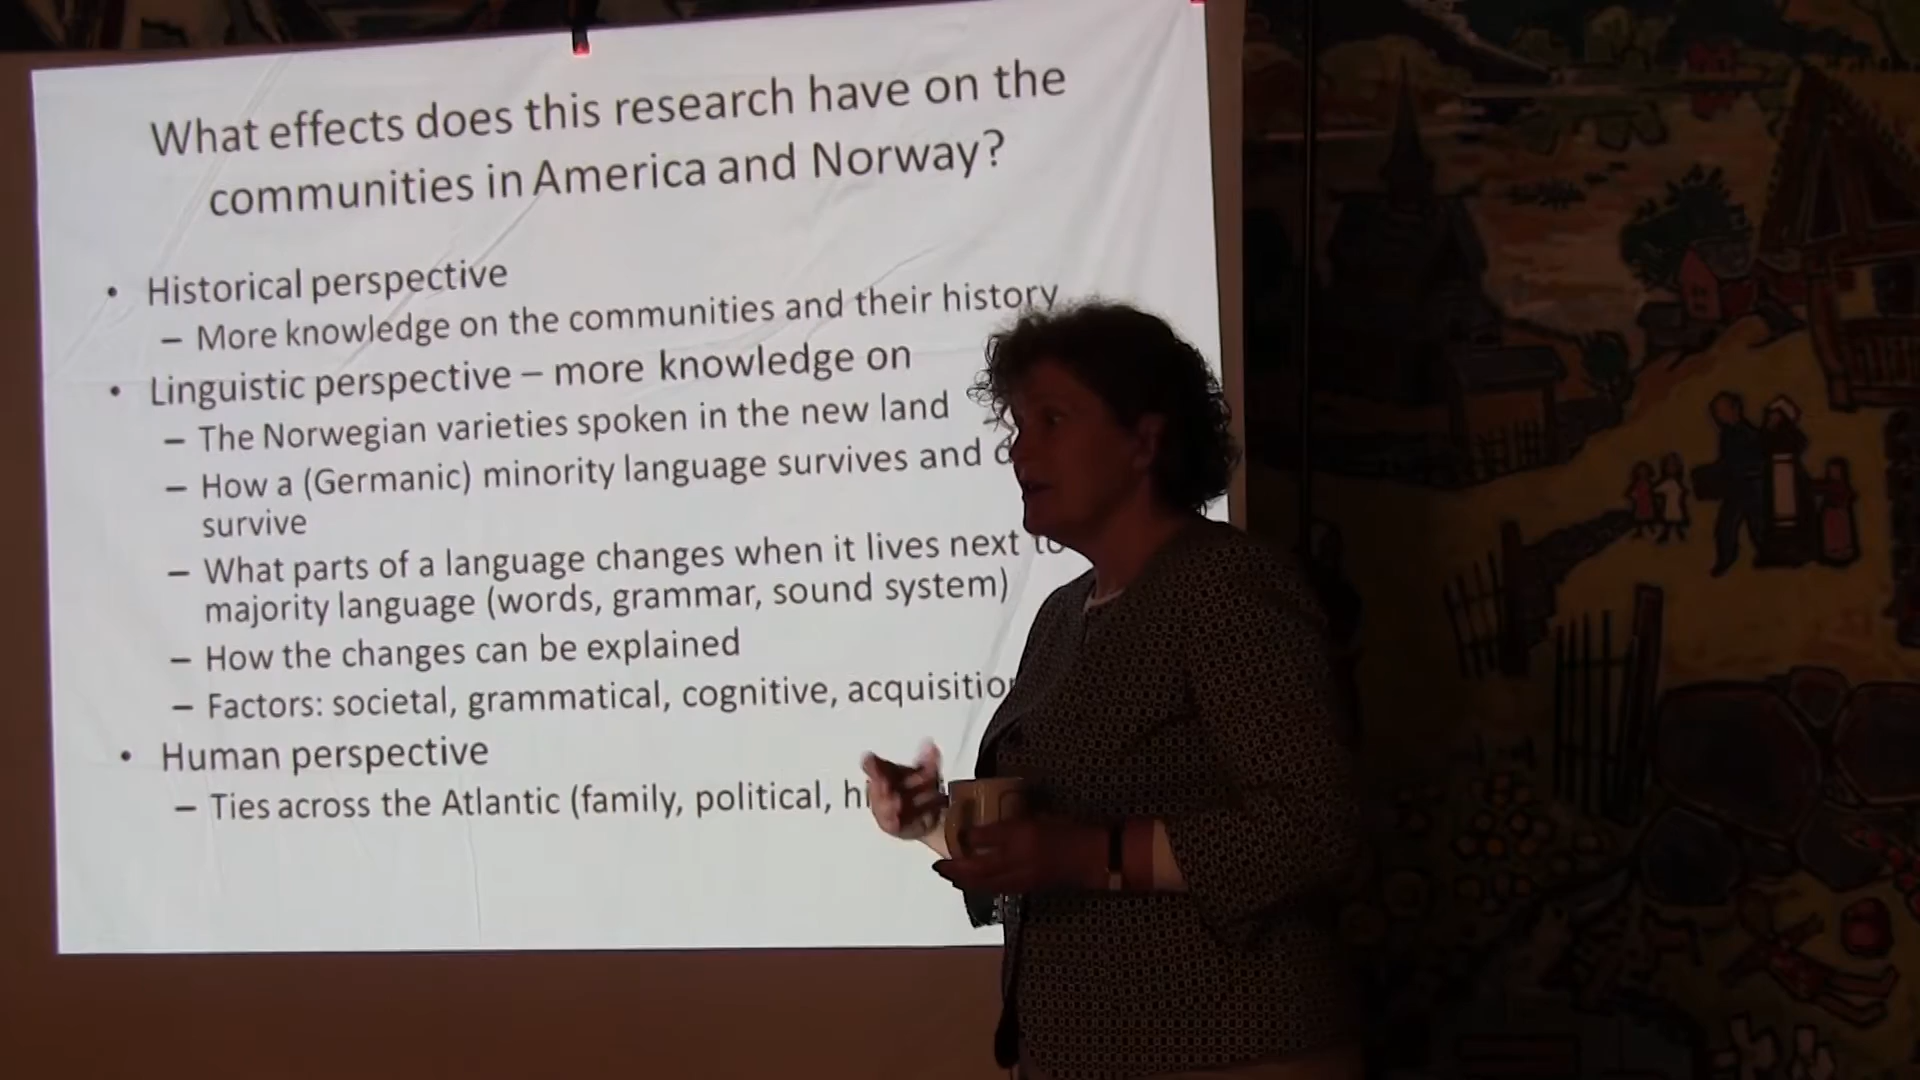 What effects does this research have on the
communities in America and Norway?
• Historical perspective
– More knowledge on the communities and their history
• Linguistic perspective – more knowledge on
– The Norwegian varieties spoken in the new land
– How a (Germanic) minority language survives and
survive
– What parts of a language changes when it lives next to
majority language (words, grammar, sound system)
– How the changes can be explained
– Factors: societal, grammatical, cognitive,
• Human perspective
– Ties across the Atlantic (family, political,